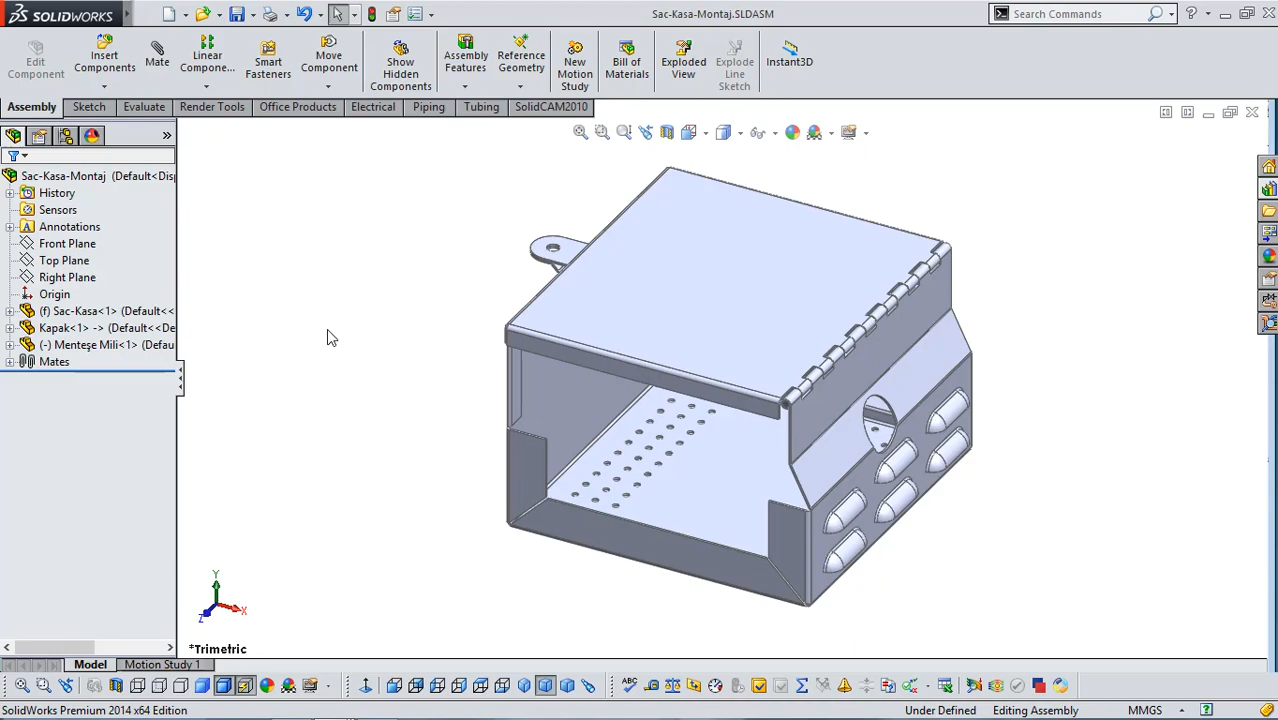 SOLIDWORKS
Sac-Kasa-Montaj.SLDASM
Search Commands
Edit Component
Insert Components
Mate
Linear Compone...
Smart Fasteners
Move Component
Show Hidden Components
Assembly Features
Reference Geometry
New Motion Study
Bill of Materials
Exploded View
Explode Line Sketch
Instant3D
Assembly
Sketch
Evaluate
Render Tools
Office Products
Electrical
Piping
Tubing
SolidCAM2010
Sac-Kasa-Montaj (Default<Disp
History
Sensors
Annotations
Front Plane
Top Plane
Right Plane
Origin
(f) Sac-Kasa<1> (Default<<
Kapak<1> -> (Default<<De
(-) Menteşe Mili<1> (Defau
Mates
Y
X
Z
*Trimetric
Model
Motion Study 1
SolidWorks Premium 2014 x64 Edition
Under Defined
Editing Assembly
MMGS